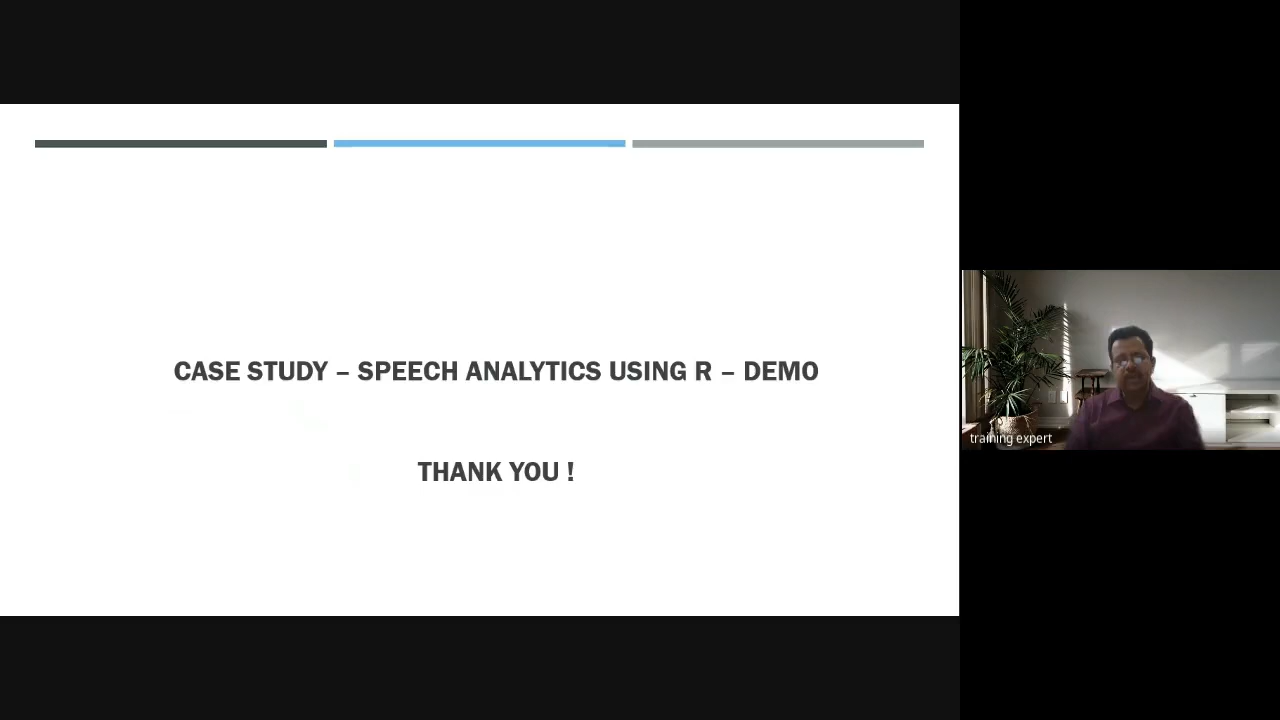 CASE STUDY – SPEECH ANALYTICS USING R – DEMO
THANK YOU !
training expert